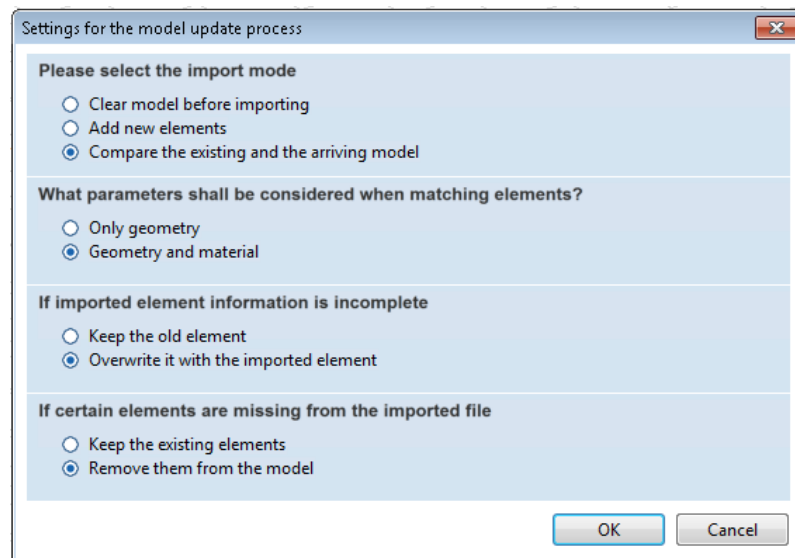 Settings for the model update process
Please select the import mode
Clear model before importing
Add new elements
Compare the existing and the arriving model
What parameters shall be considered when matching elements?
Only geometry
Geometry and material
If imported element information is incomplete
Keep the old element
Overwrite it with the imported element
If certain elements are missing from the imported file
Keep the existing elements
Remove them from the model
OK Cancel